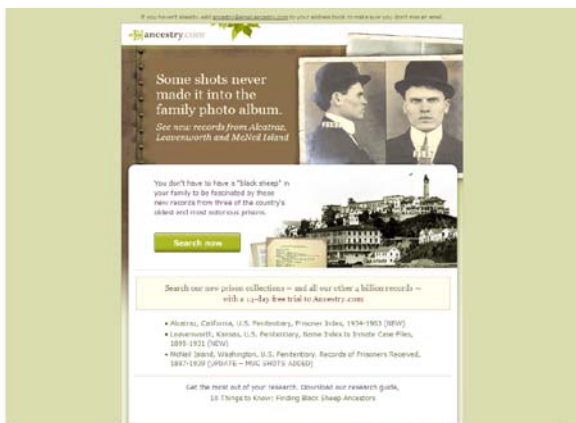 If you haven't already, add ancestry@email.ancestry.com to your address book to make sure you don't miss an email.
ancestry.com
Some shots never
made it into the
family photo album.
See new records from Alcatraz,
Leavenworth and McNeil Island
You don't have to have a "black sheep" in
your family to be fascinated by these
new records from three of the country's
oldest and most notorious prisons.
Search now
Search our new prison collections — and all our other 4 billion records —
with a 14-day free trial to Ancestry.com
• Alcatraz, California, U.S. Penitentiary, Prisoner Index, 1934-1963 (NEW)
• Leavenworth, Kansas, U.S. Penitentiary, Name Index to Inmate Case Files,
1895-1931 (NEW)
• McNeil Island, Washington, U.S. Penitentiary, Records of Prisoners Received,
1887-1939 (UPDATE — MUG SHOTS ADDED)
Get the most out of your research. Download our research guide,
16 Things to Know: Finding Black Sheep Ancestors